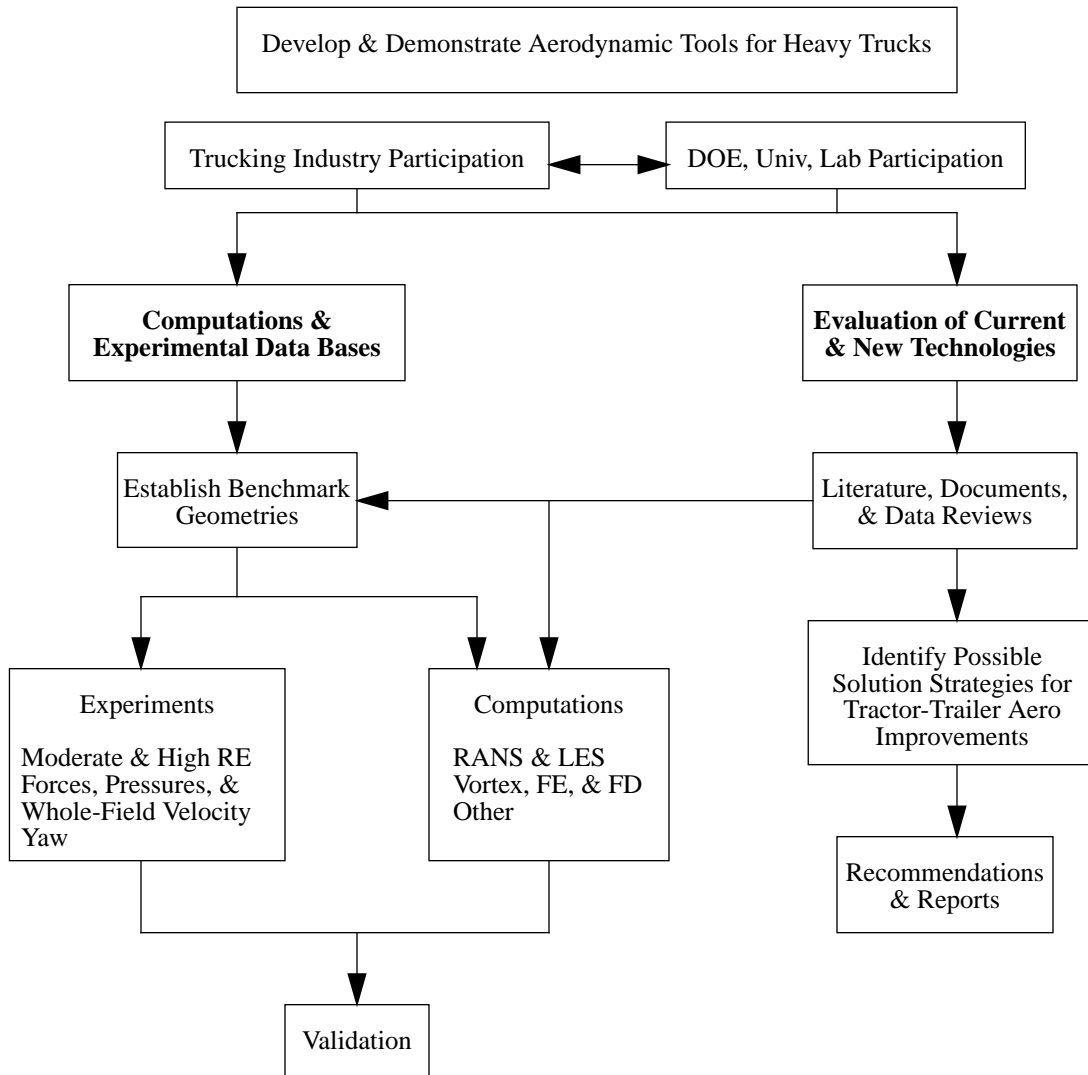 Develop & Demonstrate Aerodynamic Tools for Heavy Trucks
Trucking Industry Participation
DOE, Univ, Lab Participation
Computations &
Experimental Data Bases
Evaluation of Current
& New Technologies
Establish Benchmark
Geometries
Literature, Documents,
& Data Reviews
Experiments
Moderate & High RE
Forces, Pressures, &
Whole-Field Velocity
Yaw
Computations
RANS & LES
Vortex, FE, & FD
Other
Identify Possible
Solution Strategies for
Tractor-Trailer Aero
Improvements
Recommendations
& Reports
Validation